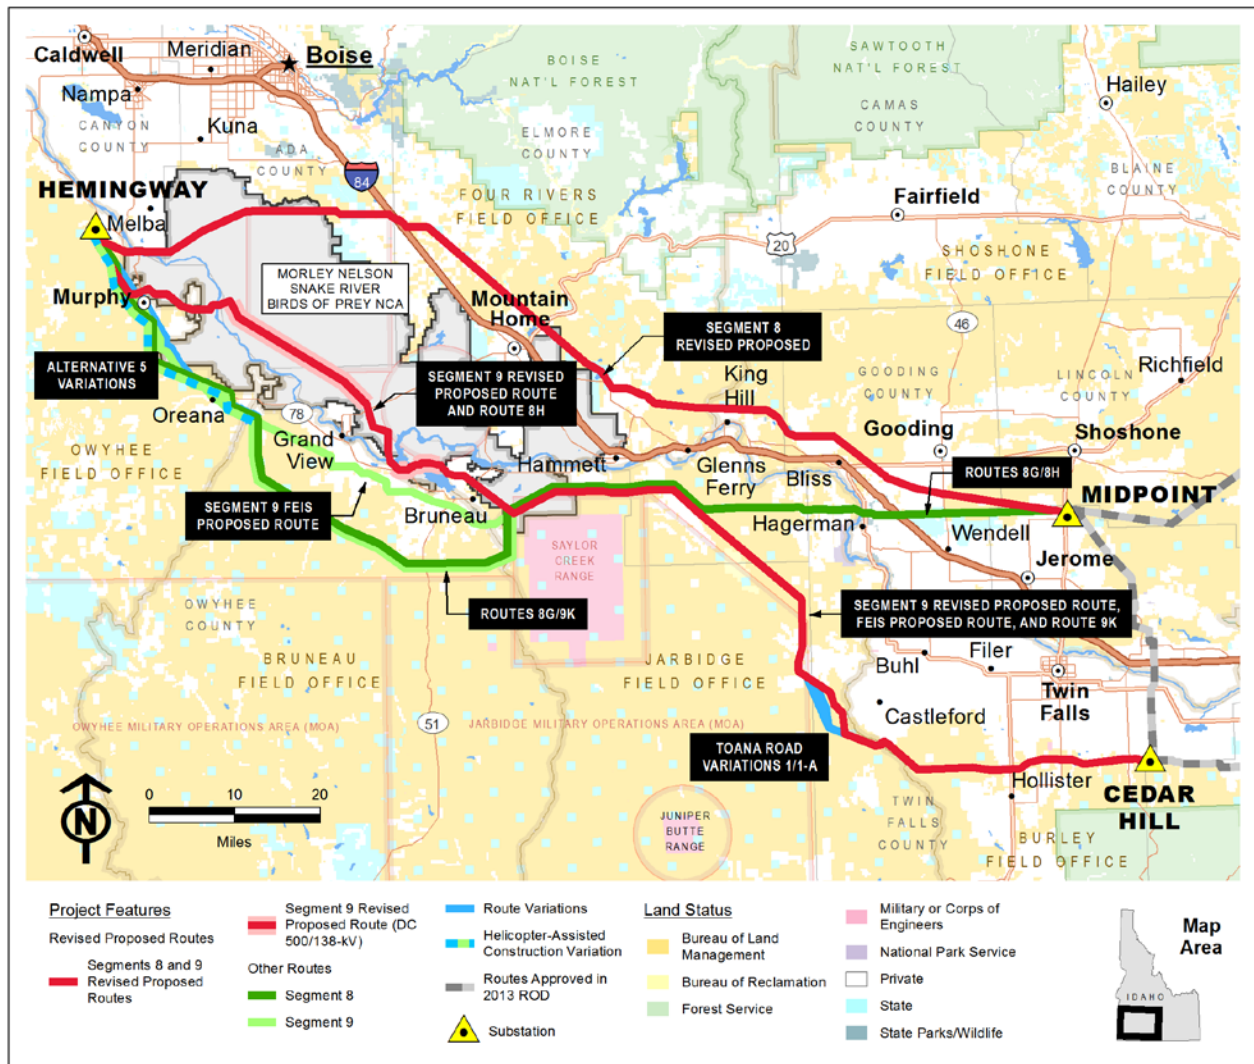 Caldwell
Meridian
Boise
Nampa
Kuna
CANYON
COUNTY
ADA
COUNTY
84
BOISE
NAT'L FOREST
SAWTOOTH
NAT'L FOREST
CAMAS
COUNTY
ELMORE
COUNTY
Hailey
BLAINE
COUNTY
HEMINGWAY
Melba
FOUR RIVERS
FIELD OFFICE
Fairfield
20
SHOSHONE
FIELD OFFICE
MORLEY NELSON
SNAKE RIVER
BIRDS OF PREY NCA
Murphy
Mountain
Home
SEGMENT 8
REVISED PROPOSED
46
ALTERNATIVE 5
VARIATIONS
SEGMENT 9 REVISED
PROPOSED ROUTE
AND ROUTE 8H
King
Hill
GOODING
COUNTY
LINCOLN
COUNTY
Richfield
Oreana
78
Grand
View
OWYHEE
FIELD OFFICE
Gooding
Shoshone
Hammett
Glenns
Ferry
Bliss
ROUTES 8G/8H
MIDPOINT
SEGMENT 9 FEIS
PROPOSED ROUTE
Bruneau
Hagerman
Wendell
Jerome
SAYLOR
CREEK
RANGE
OWYHEE
COUNTY
ROUTES 8G/9K
SEGMENT 9 REVISED PROPOSED ROUTE,
FEIS PROPOSED ROUTE, AND ROUTE 9K
BRUNEAU
FIELD OFFICE
JARBIDGE
FIELD OFFICE
Buhl
Filer
Twin
Falls
Castleford
OWYHEE MILITARY OPERATIONS AREA (MOA)
51
JARBIDGE MILITARY OPERATIONS AREA (MOA)
TOANA ROAD
VARIATIONS 1/1-A
Hollister
CEDAR
HILL
N
0
10
20
Miles
JUNIPER
BUTTE
RANGE
TWIN
FALLS
COUNTY
BURLEY
FIELD OFFICE
Project Features
Revised Proposed Routes
Segments 8 and 9
Revised Proposed
Routes
Segment 9 Revised
Proposed Route (DC
500/138-kV)
Other Routes
Segment 8
Segment 9
Route Variations
Helicopter-Assisted
Construction Variation
Routes Approved in
2013 ROD
Substation
Land Status
Bureau of Land
Management
Bureau of Reclamation
Forest Service
Military or Corps of
Engineers
National Park Service
Private
State
State Parks/Wildlife
Map
Area
IDAHO